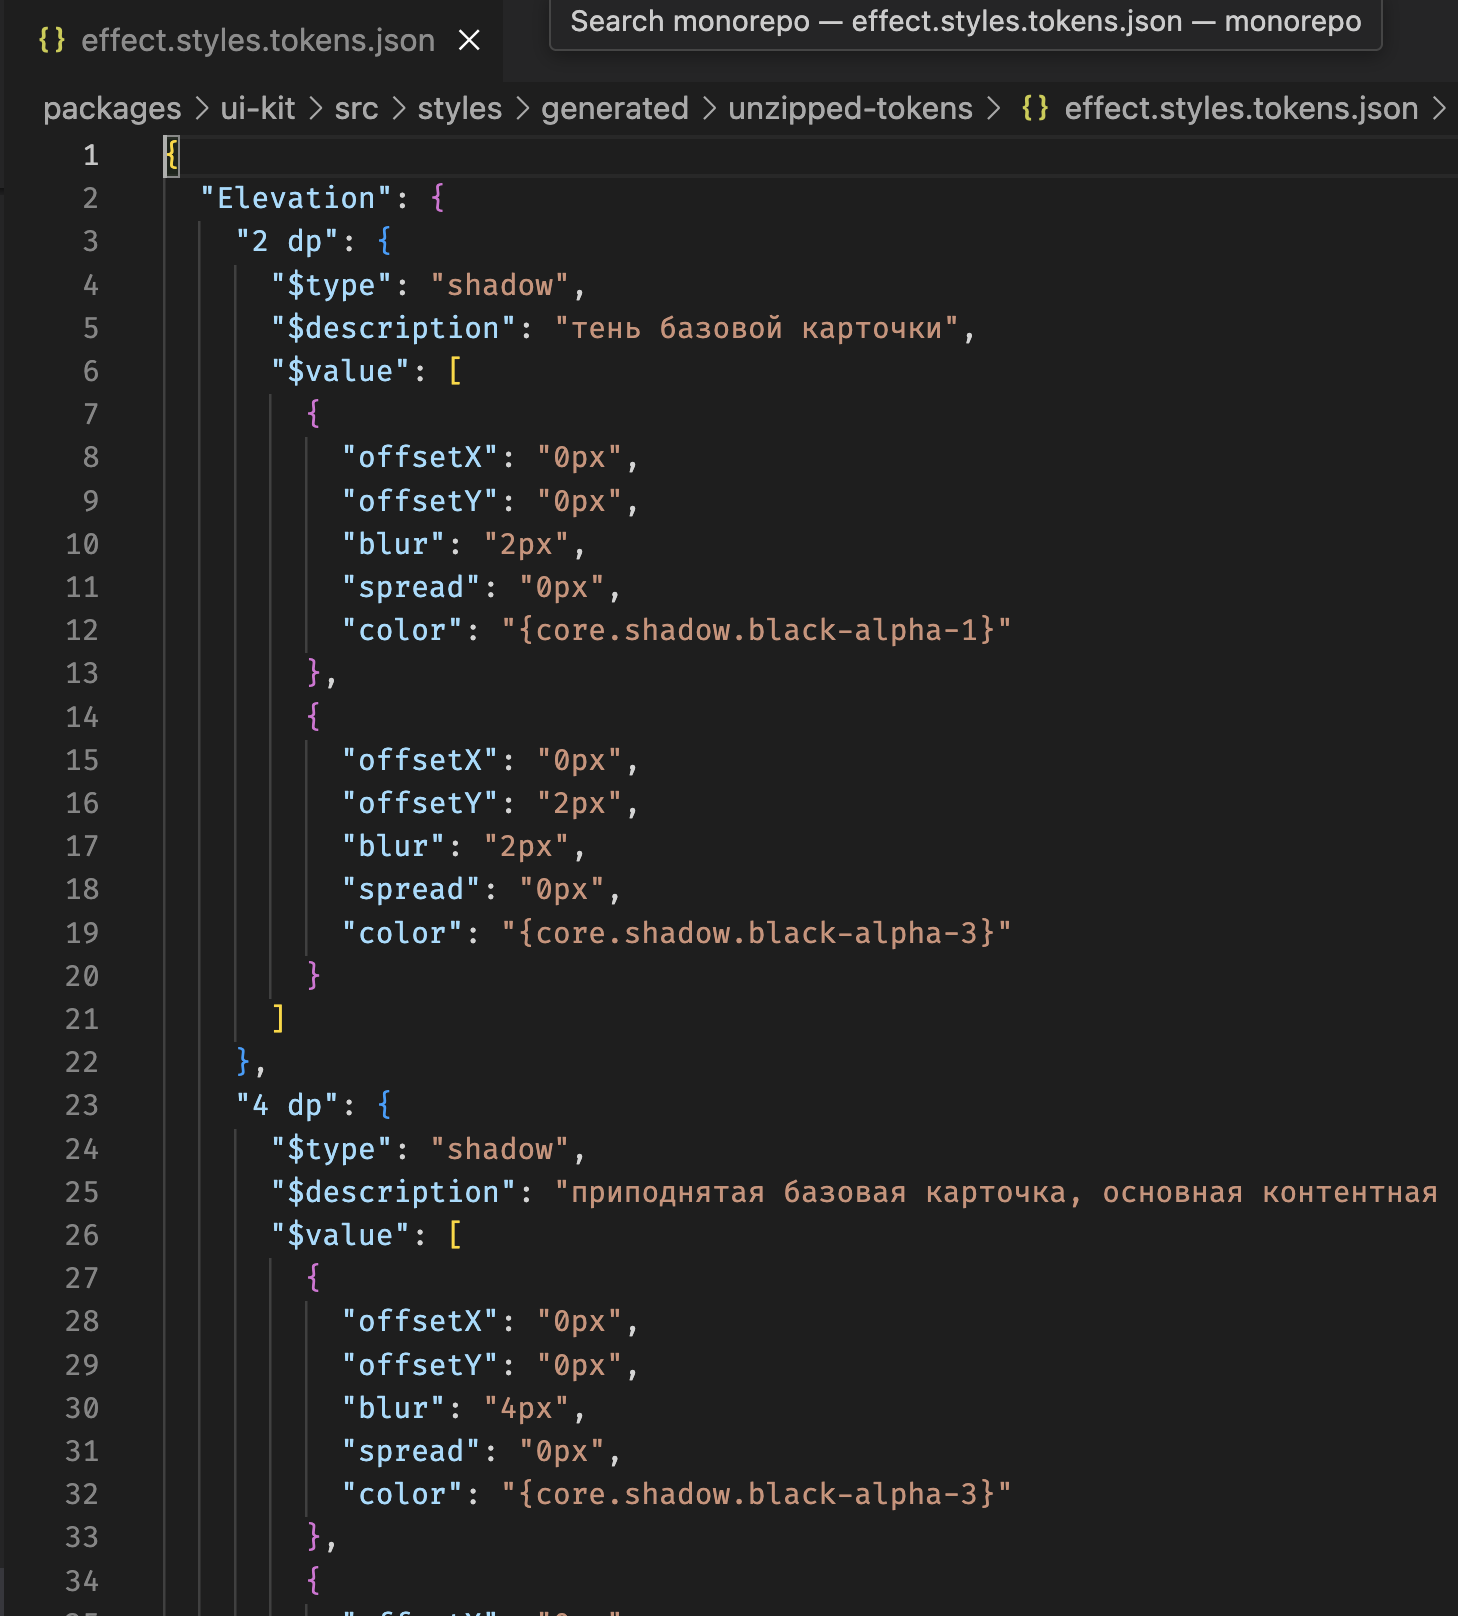 {} effect.styles.tokens.json ×
Search monorepo — effect.styles.tokens.json — monorepo
packages > ui-kit > src > styles > generated > unzipped-tokens > {} effect.styles.tokens.json >
1 {
2 "Elevation": {
3 "2 dp": {
4 "$type": "shadow",
5 "$description": "тень базовой карточки",
6 "$value": [
7 {
8 "offsetX": "0px",
9 "offsetY": "0px",
10 "blur": "2px",
11 "spread": "0px",
12 "color": "{core.shadow.black-alpha-1}"
13 },
14 {
15 "offsetX": "0px",
16 "offsetY": "2px",
17 "blur": "2px",
18 "spread": "0px",
19 "color": "{core.shadow.black-alpha-3}"
20 }
21 ]
22 },
23 "4 dp": {
24 "$type": "shadow",
25 "$description": "приподнятая базовая карточка, основная контентная
26 "$value": [
27 {
28 "offsetX": "0px",
29 "offsetY": "0px",
30 "blur": "4px",
31 "spread": "0px",
32 "color": "{core.shadow.black-alpha-3}"
33 },
34 {